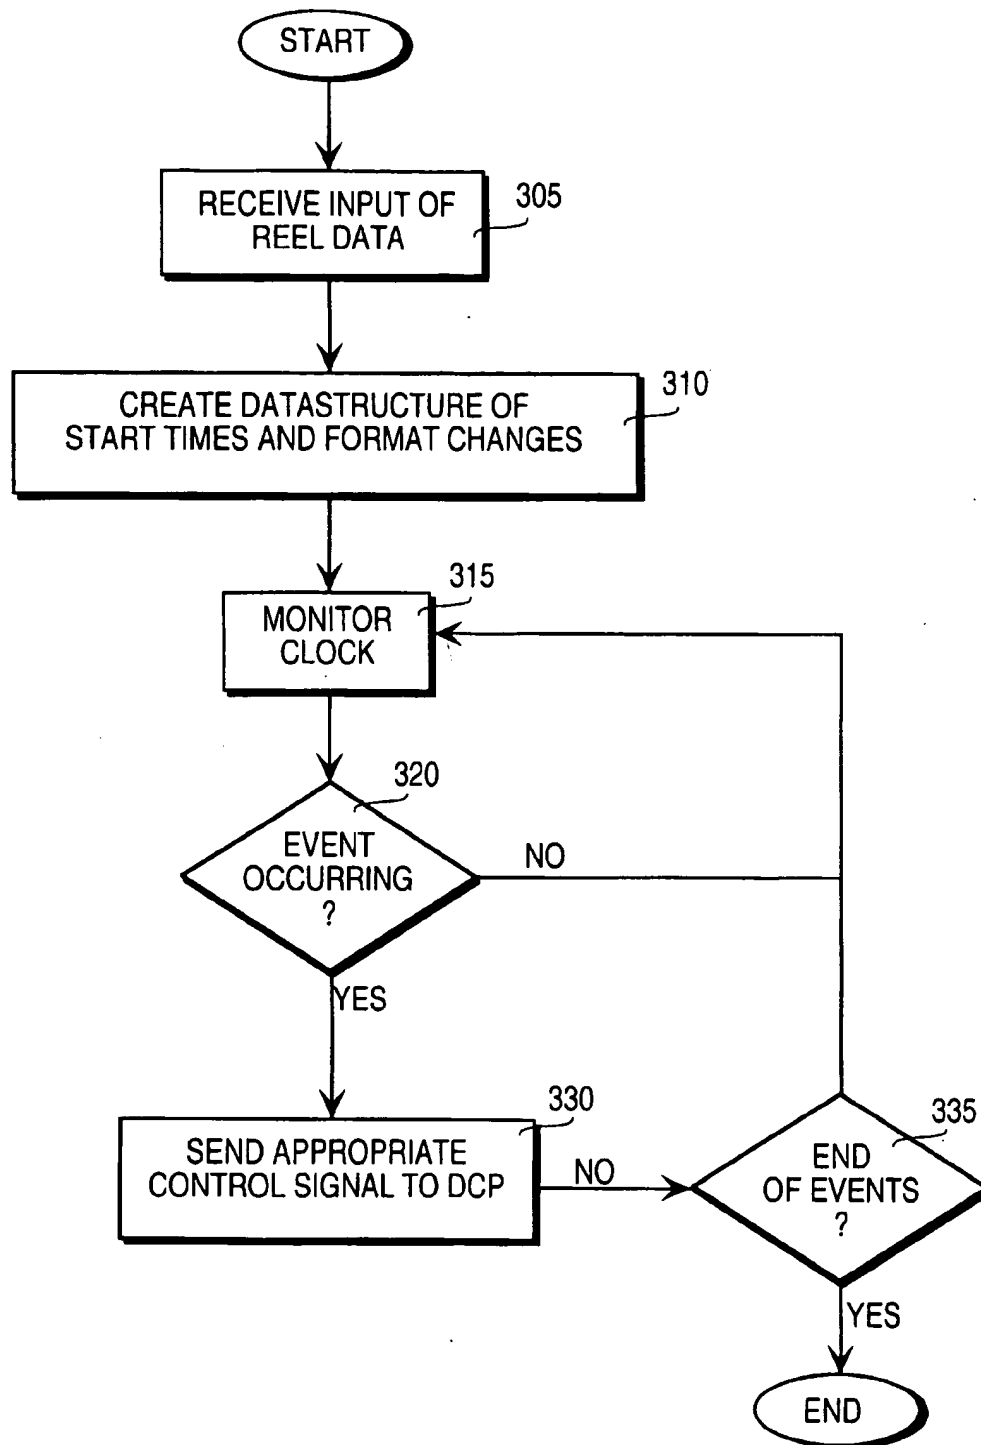 START
RECEIVE INPUT OF
REEL DATA
305
CREATE DATASTRUCTURE OF
START TIMES AND FORMAT CHANGES
310
MONITOR
CLOCK
315
EVENT
OCCURRING
?
320
NO
YES
SEND APPROPRIATE
CONTROL SIGNAL TO DCP
330
NO
END
OF EVENTS
?
335
YES
END